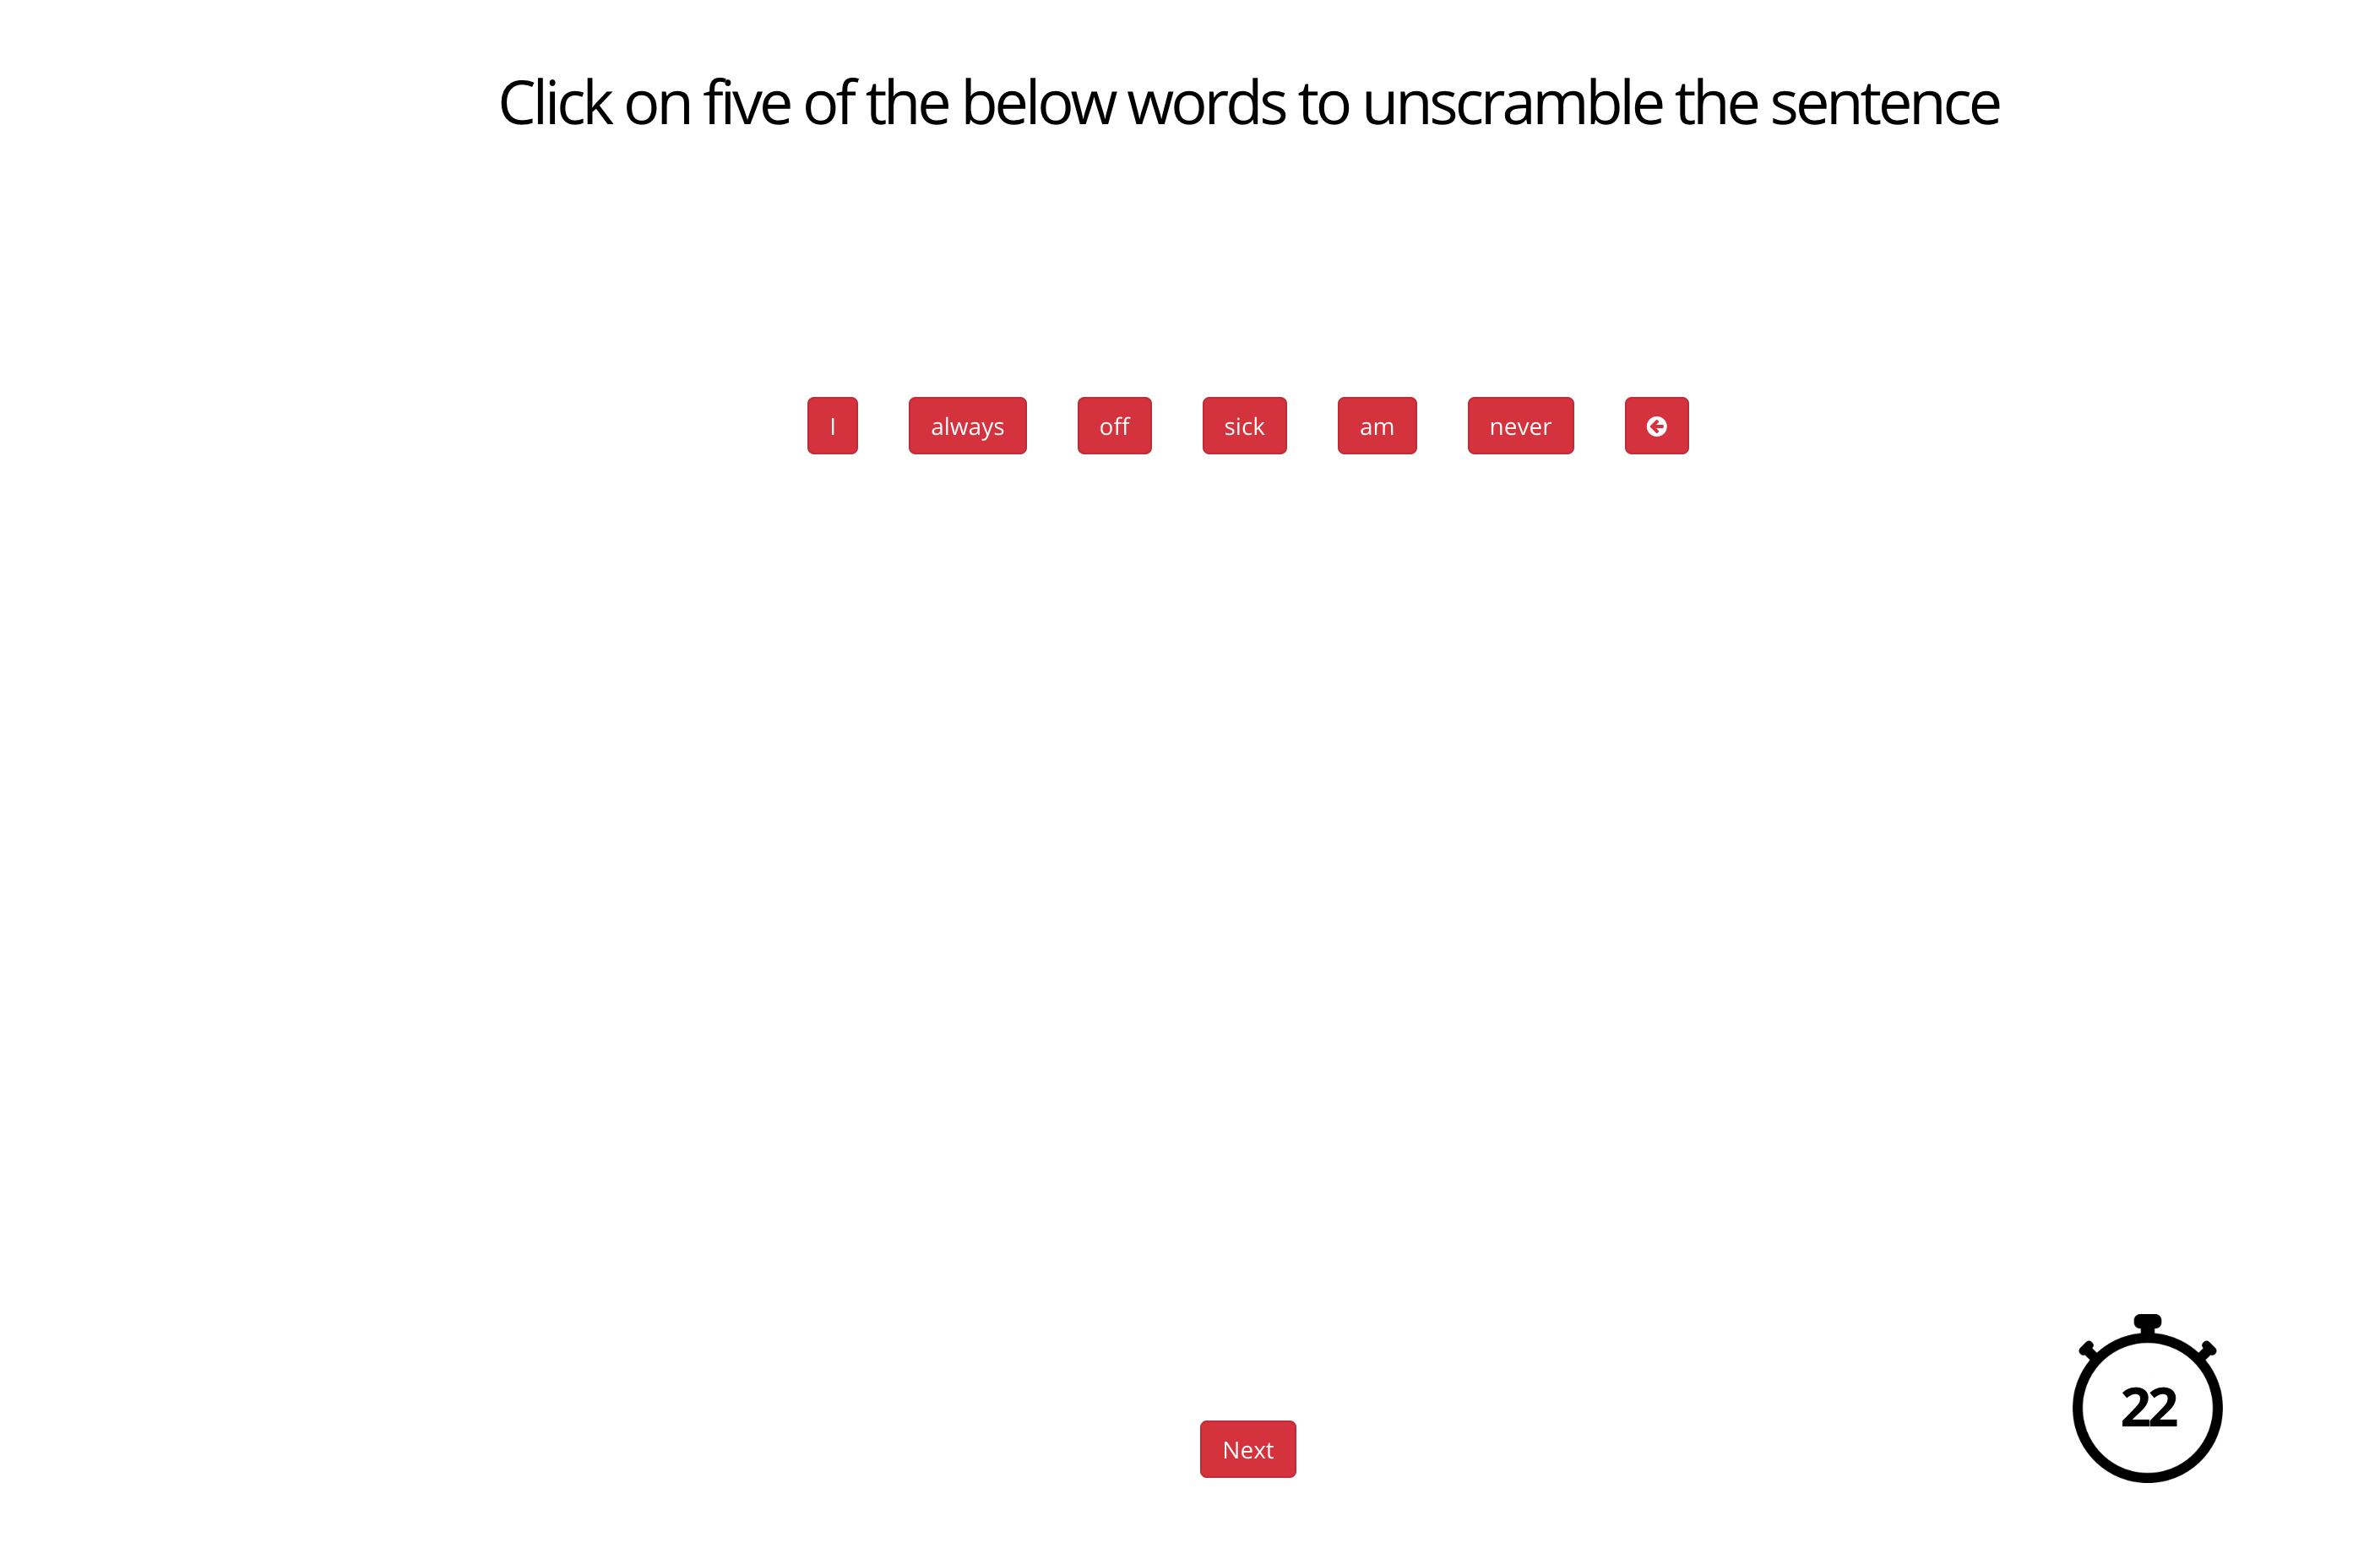 Click on five of the below words to unscramble the sentence
I always off sick am never
22
Next